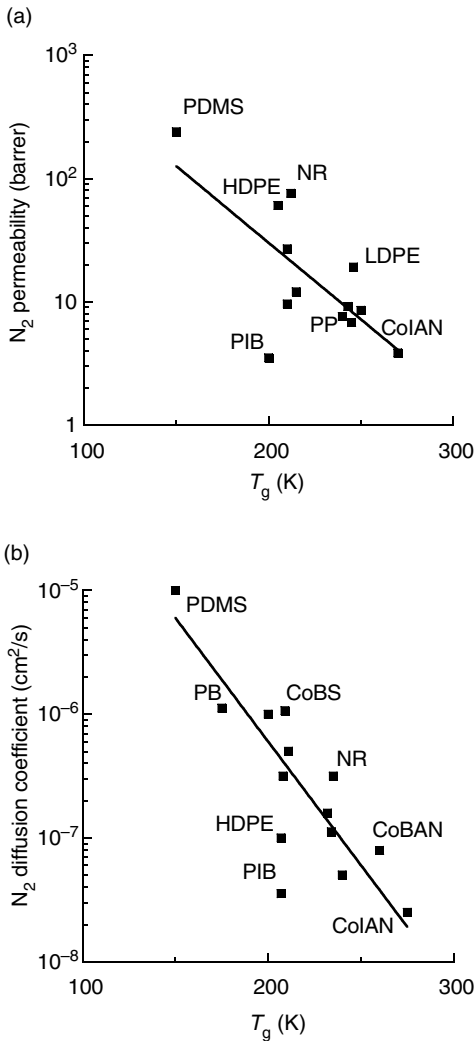 (a)
10³
PDMS
NR
HDPE
10²
LDPE
10
PP
CoIAN
PIB
1
100
200
300
N₂ permeability (barrer)
T_g (K)
(b)
10⁻⁵
PDMS
PB
CoBS
10⁻⁶
NR
HDPE
10⁻⁷
CoBAN
PIB
CoIAN
10⁻⁸
100
200
300
N₂ diffusion coefficient (cm²/s)
T_g (K)